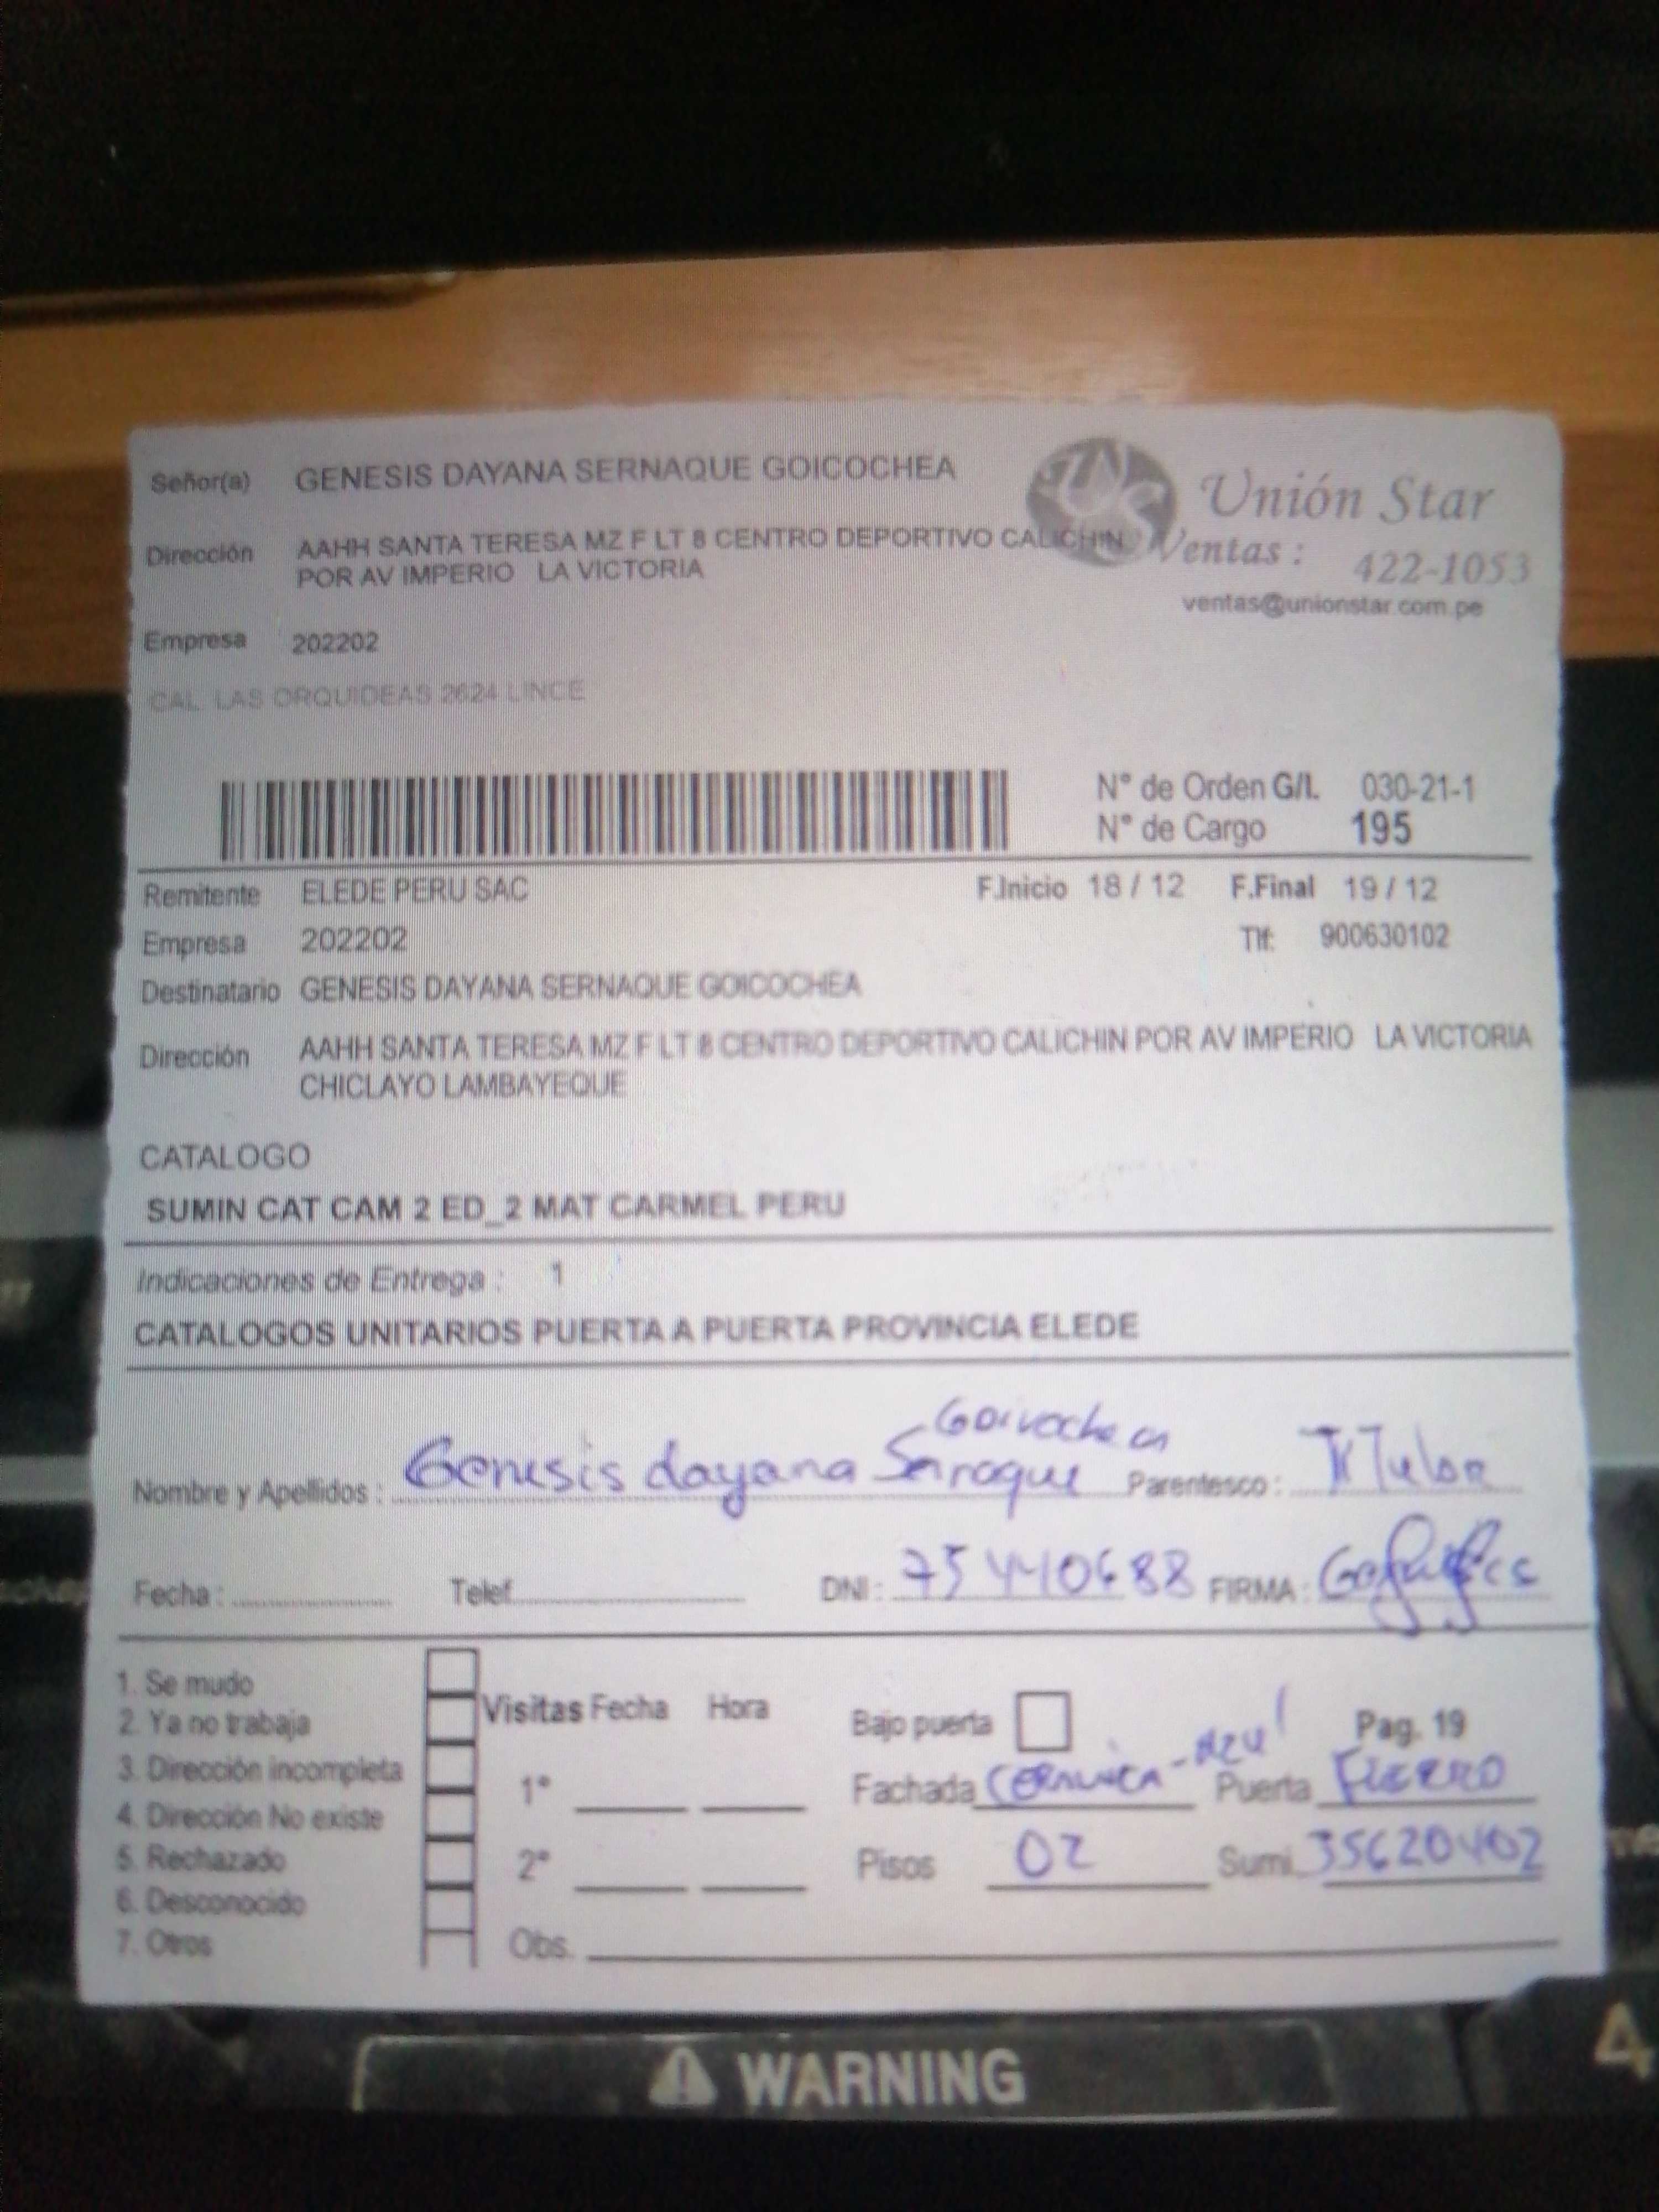 Señor(a) GENESIS DAYANA SERNAQUE GOICOCHEA
Unión Star
Dirección AAHH SANTA TERESA MZ F LT 8 CENTRO DEPORTIVO CALICHIN
POR AV IMPERIO LA VICTORIA
Ventas : 422-1053
ventas@unionstar.com.pe
Empresa 202202
CAL LAS ORQUIDEAS 2624 LINCE
N° de Orden G/L 030-21-1
N° de Cargo 195
Remitente ELEDE PERU SAC F.Inicio 18 / 12 F.Final 19 / 12
Empresa 202202 Tlf: 900630102
Destinatario GENESIS DAYANA SERNAQUE GOICOCHEA
Dirección AAHH SANTA TERESA MZ F LT 8 CENTRO DEPORTIVO CALICHIN POR AV IMPERIO LA VICTORIA
CHICLAYO LAMBAYEQUE
CATALOGO
SUMIN CAT CAM 2 ED_2 MAT CARMEL PERU
Indicaciones de Entrega : 1
CATALOGOS UNITARIOS PUERTA A PUERTA PROVINCIA ELEDE
Nombre y Apellidos : Genesis dayana Parentesco : TiTular
Fecha : Telef. DNI : 75440688 FIRMA :
1. Se mudo
2. Ya no trabaja
3. Dirección incompleta
4. Dirección No existe
5. Rechazado
6. Desconocido
7. Otros
Visitas Fecha Hora
1°
2°
Obs.
Bajo puerta Pag. 19
Fachada CERAMICA - AZUL Puerta FIERRO
Pisos 02 Sumi. 35620402
WARNING
4